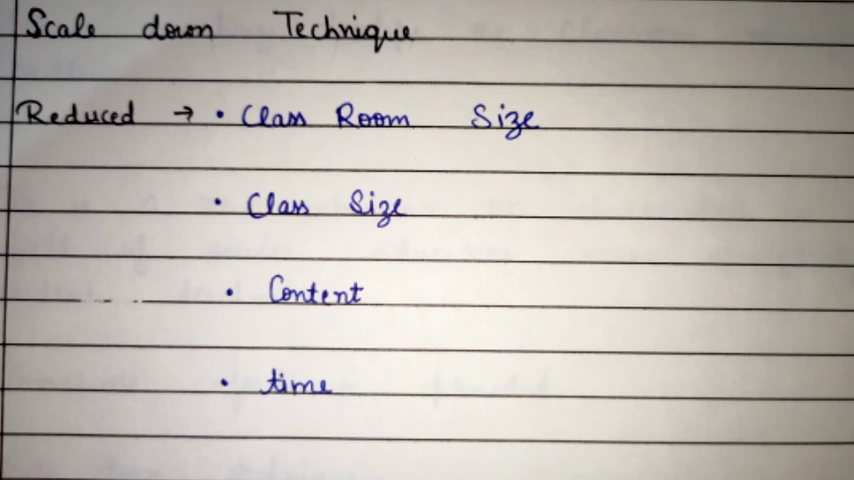 Scale down Technique
Reduced → • Class Room Size
• Class Size
• Content
• time